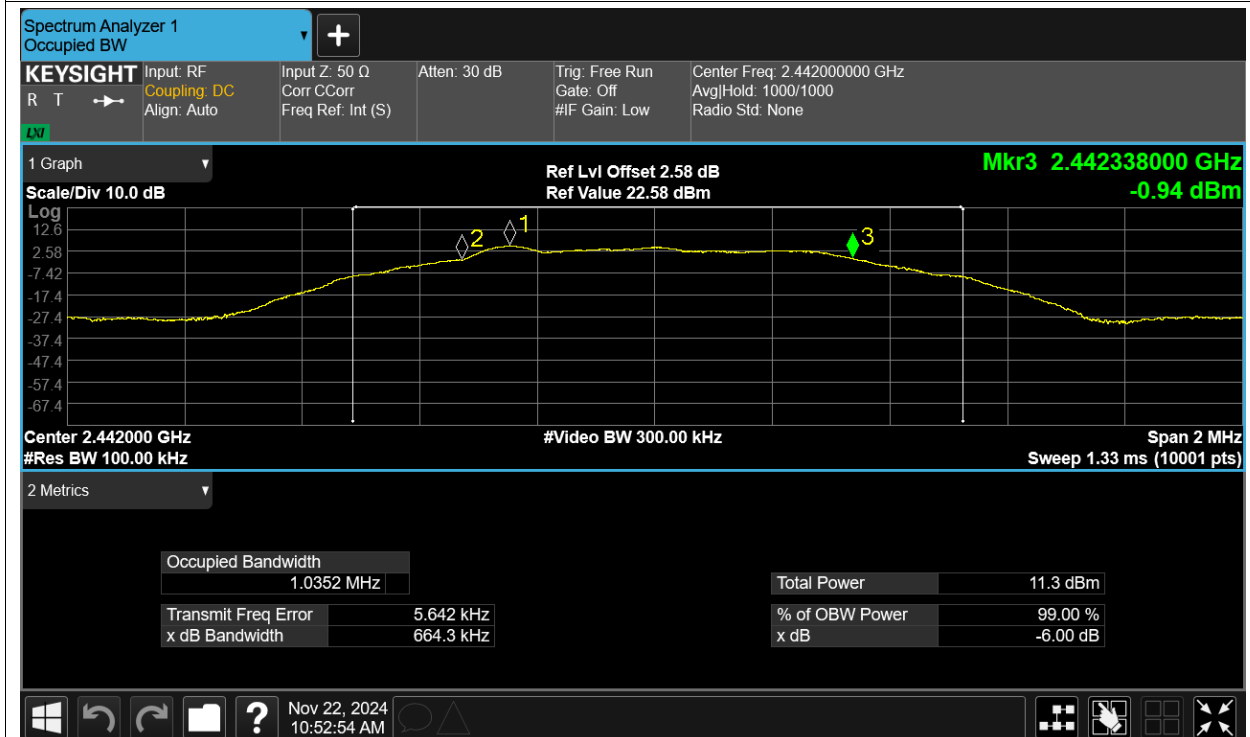 Spectrum Analyzer 1
Occupied BW
+
KEYSIGHT
R T
LXI
Input: RF
Coupling: DC
Align: Auto
Input Z: 50 Ω
Corr CCorr
Freq Ref: Int (S)
Atten: 30 dB
Trig: Free Run
Gate: Off
#IF Gain: Low
Center Freq: 2.442000000 GHz
Avg|Hold: 1000/1000
Radio Std: None
1 Graph
Scale/Div 10.0 dB
Ref Lvl Offset 2.58 dB
Ref Value 22.58 dBm
Mkr3 2.442338000 GHz
-0.94 dBm
Log
12.6
2.58
-7.42
-17.4
-27.4
-37.4
-47.4
-57.4
-67.4
2
1
3
Center 2.442000 GHz
#Res BW 100.00 kHz
#Video BW 300.00 kHz
Span 2 MHz
Sweep 1.33 ms (10001 pts)
2 Metrics
Occupied Bandwidth
1.0352 MHz
Transmit Freq Error 5.642 kHz
x dB Bandwidth 664.3 kHz
Total Power 11.3 dBm
% of OBW Power 99.00 %
x dB -6.00 dB
?
Nov 22, 2024
10:52:54 AM